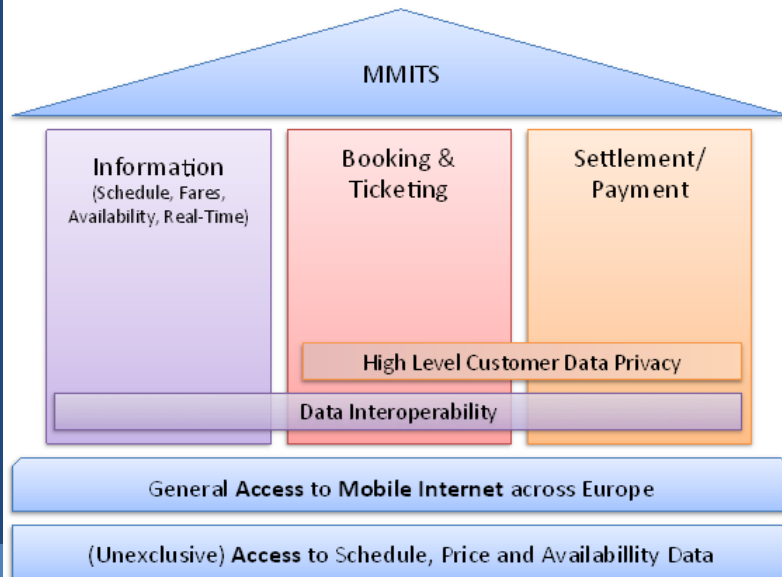 MMITS
Information
(Schedule, Fares,
Availability, Real-Time)
Booking &
Ticketing
Settlement/
Payment
High Level Customer Data Privacy
Data Interoperability
General Access to Mobile Internet across Europe
(Unexclusive) Access to Schedule, Price and Availabillity Data